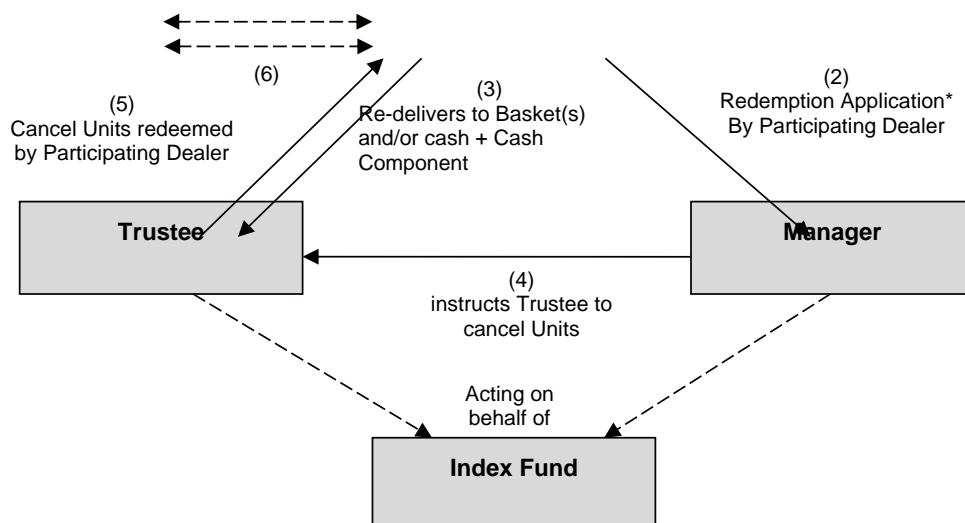 (6)
(5)
Cancel Units redeemed
by Participating Dealer
(3)
Re-delivers to Basket(s)
and/or cash + Cash
Component
(2)
Redemption Application*
By Participating Dealer
Trustee
Manager
(4)
instructs Trustee to
cancel Units
Acting on
behalf of
Index Fund